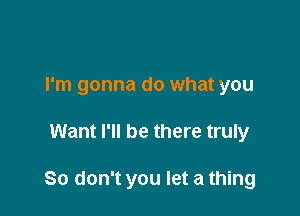 I'm gonna do what you
Want I'll be there truly
So don't you let a thing